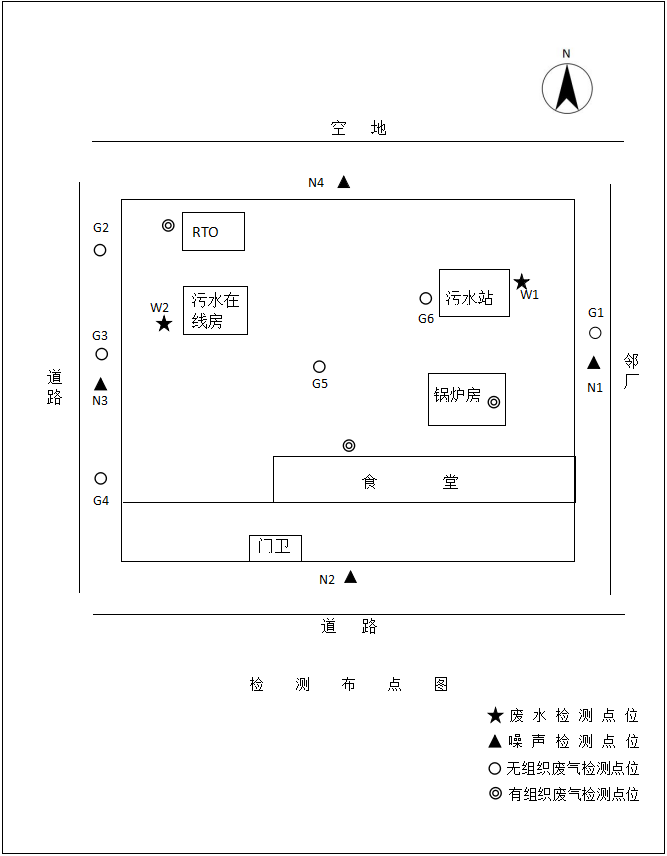 N
空 地
N4
G2
RTO
污水在
线房
W2
污水站
W1
G6
G1
G3
道
路
N3
G5
锅炉房
邻
厂
N1
食 堂
G4
门卫
N2
道 路
检 测 布 点 图
废水检测点位
噪声检测点位
无组织废气检测点位
有组织废气检测点位